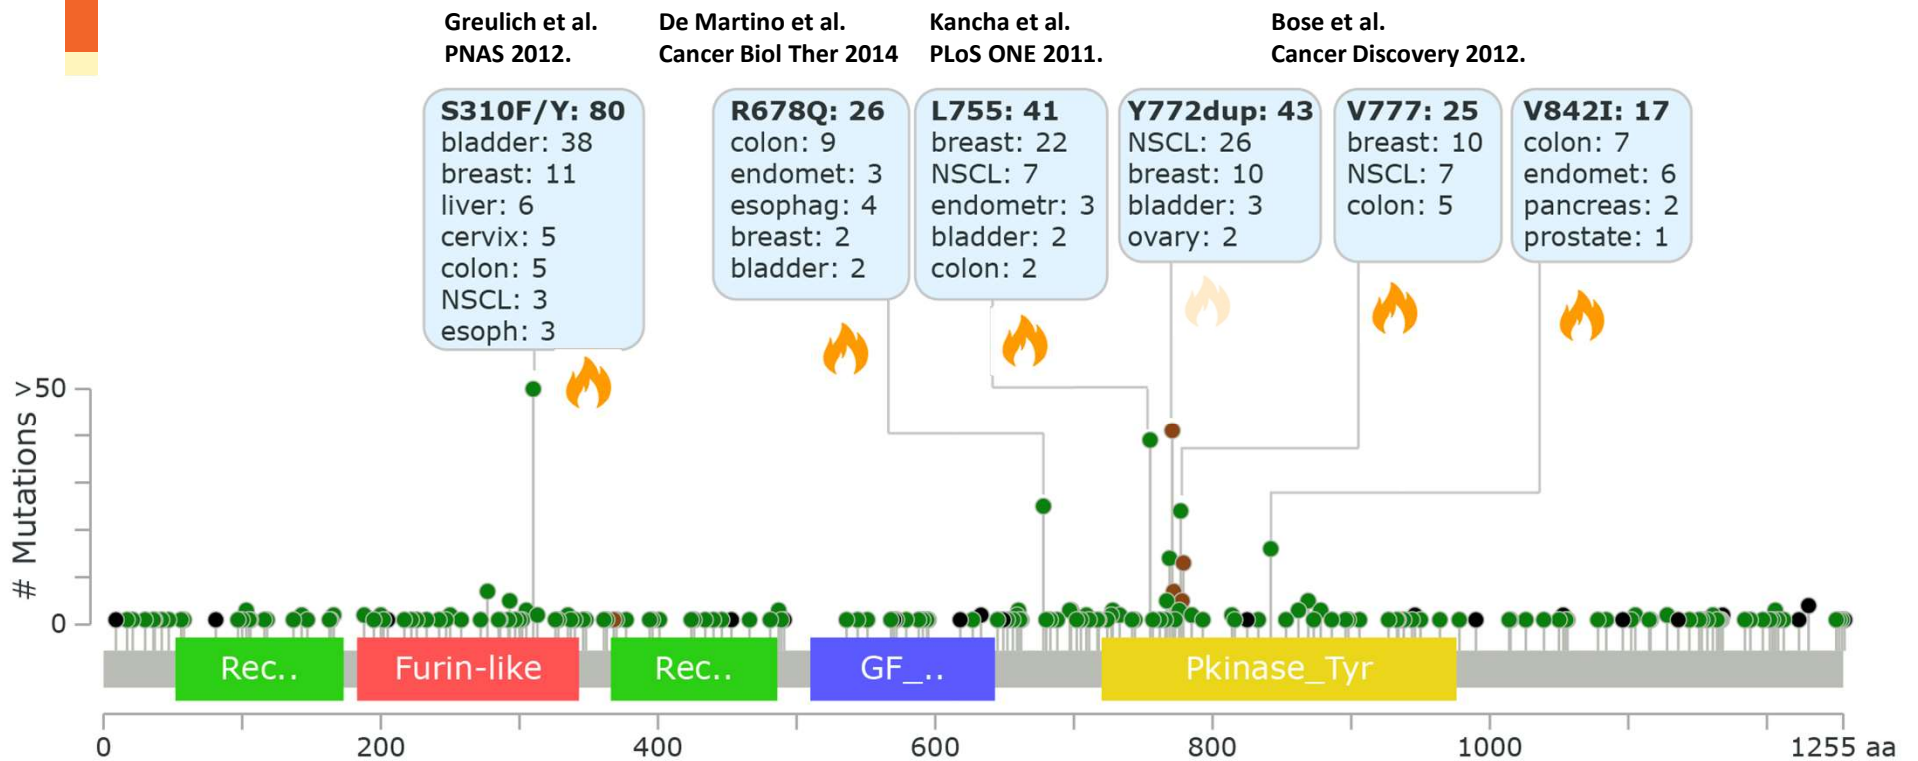 Greulich et al.
PNAS 2012.
De Martino et al.
Cancer Biol Ther 2014
Kancha et al.
PLoS ONE 2011.
Bose et al.
Cancer Discovery 2012.
S310F/Y: 80
bladder: 38
breast: 11
liver: 6
cervix: 5
colon: 5
NSCL: 3
esoph: 3
R678Q: 26
colon: 9
endomet: 3
esophag: 4
breast: 2
bladder: 2
L755: 41
breast: 22
NSCL: 7
endometr: 3
bladder: 2
colon: 2
Y772dup: 43
NSCL: 26
breast: 10
bladder: 3
ovary: 2
V777: 25
breast: 10
NSCL: 7
colon: 5
V842I: 17
colon: 7
endomet: 6
pancreas: 2
prostate: 1
# Mutations
>50
0
Rec..
Furin-like
Rec..
GF_..
Pkinase_Tyr
0
200
400
600
800
1000
1255 aa